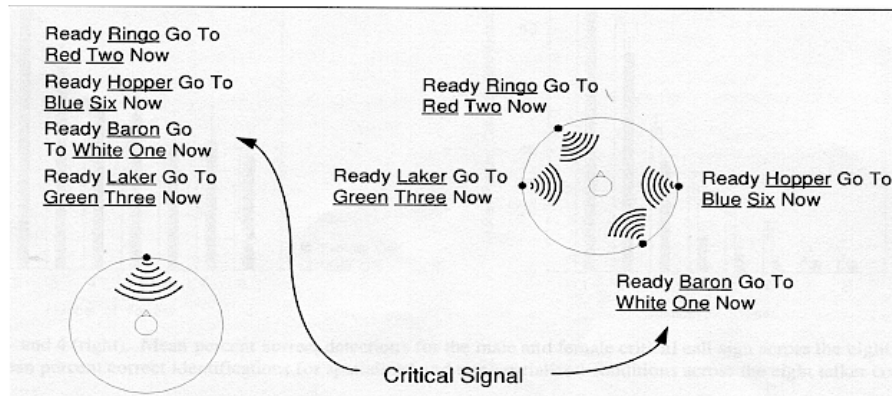 Ready Ringo Go To
Red Two Now
Ready Hopper Go To
Blue Six Now
Ready Baron Go
To White One Now
Ready Laker Go To
Green Three Now
Ready Ringo Go To
Red Two Now
Ready Laker Go To
Green Three Now
Ready Hopper Go To
Blue Six Now
Ready Baron Go To
White One Now
Critical Signal